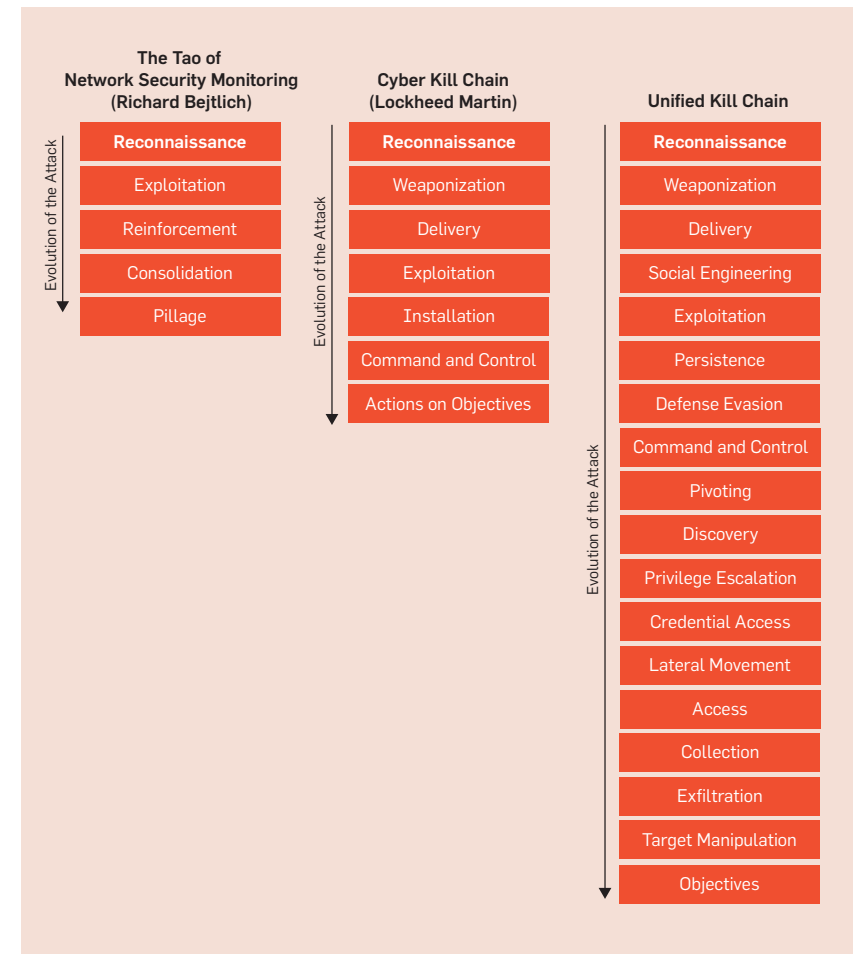 The Tao of
Network Security Monitoring
(Richard Bejtlich)
Evolution of the Attack
Reconnaissance
Exploitation
Reinforcement
Consolidation
Pillage
Cyber Kill Chain
(Lockheed Martin)
Evolution of the Attack
Reconnaissance
Weaponization
Delivery
Exploitation
Installation
Command and Control
Actions on Objectives
Unified Kill Chain
Evolution of the Attack
Reconnaissance
Weaponization
Delivery
Social Engineering
Exploitation
Persistence
Defense Evasion
Command and Control
Pivoting
Discovery
Privilege Escalation
Credential Access
Lateral Movement
Access
Collection
Exfiltration
Target Manipulation
Objectives